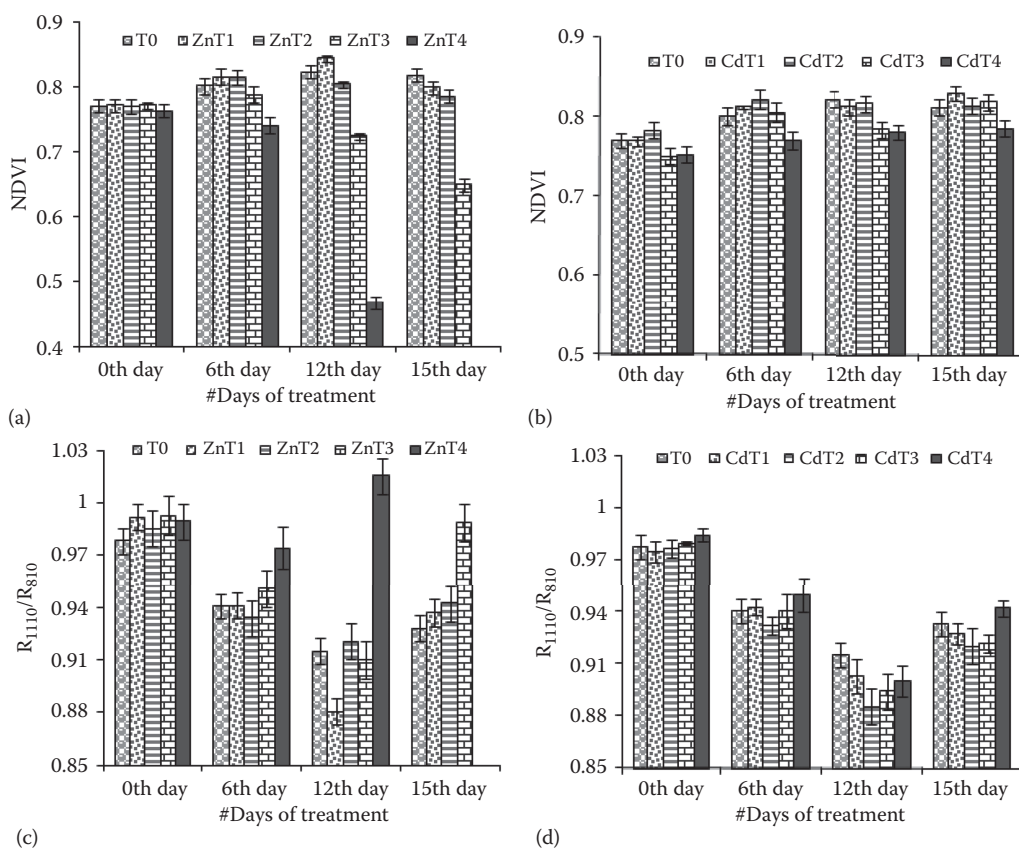 0.9
T0 ZnT1 ZnT2 ZnT3 ZnT4
0.8
0.7
0.6
0.5
0.4
NDVI
0th day 6th day 12th day 15th day
#Days of treatment
(a)
0.9
T0 CdT1 CdT2 CdT3 CdT4
0.8
0.7
0.6
0.5
NDVI
0th day 6th day 12th day 15th day
#Days of treatment
(b)
1.03
T0 ZnT1 ZnT2 ZnT3 ZnT4
1
0.97
0.94
0.91
0.88
0.85
R1110/R810
0th day 6th day 12th day 15th day
#Days of treatment
(c)
1.03
T0 CdT1 CdT2 CdT3 CdT4
1
0.97
0.94
0.91
0.88
0.85
R1110/R810
0th day 6th day 12th day 15th day
#Days of treatment
(d)